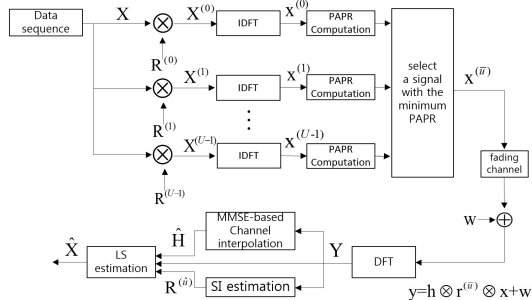 Data
sequence
X
X^(0)
IDFT
x^(0)
PAPR
Computation
R^(0)
X^(1)
IDFT
x^(1)
PAPR
Computation
R^(1)
X^(U-1)
IDFT
x^(U-1)
PAPR
Computation
R^(U-1)
select
a signal
with the
minimum
PAPR
x^(ū)
fading
channel
w
MMSE-based
Channel
interpolation
Ĥ
X̂
LS
estimation
Y
DFT
R^(û)
SI estimation
y=h ⊗ r^(ū) ⊗ x+w